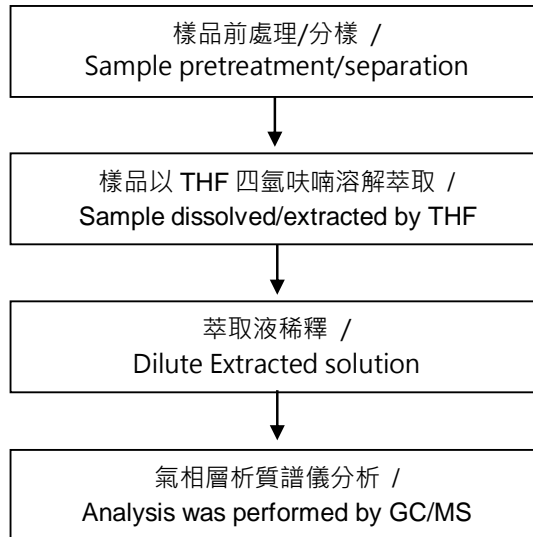 樣品前處理/分樣 /
Sample pretreatment/separation
樣品以 THF 四氫呋喃溶解萃取 /
Sample dissolved/extracted by THF
萃取液稀釋 /
Dilute Extracted solution
氣相層析質譜儀分析 /
Analysis was performed by GC/MS